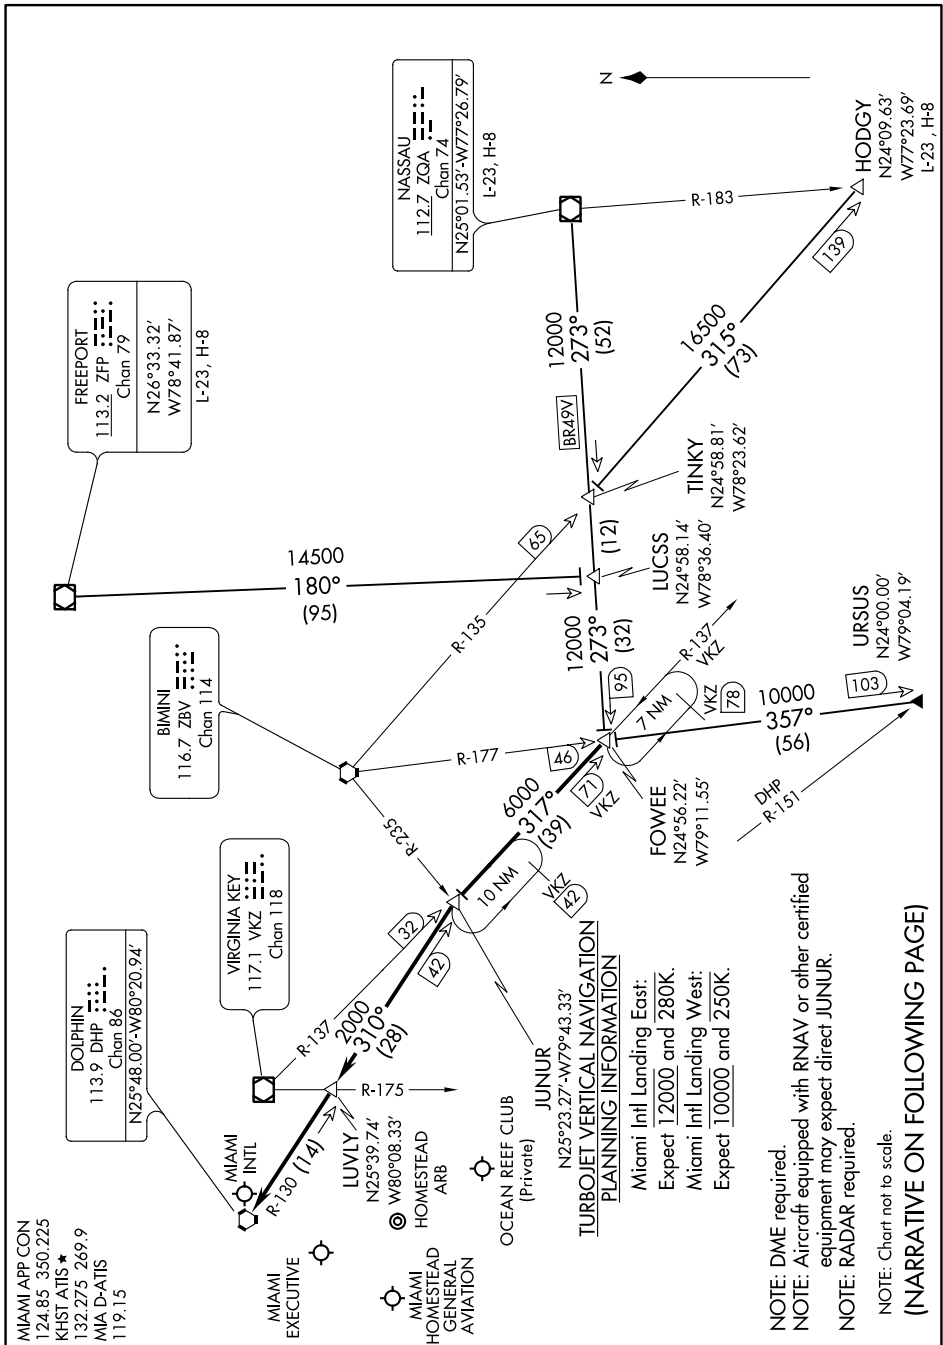 MIAMI APP CON
124.85 350.225
KHST ATIS ★
132.275 269.9
MIA D-ATIS
119.15
DOLPHIN
113.9 DHP
Chan 86
N25°48.00'-W80°20.94'
VIRGINIA KEY
117.1 VKZ
Chan 118
BIMINI
116.7 ZBV
Chan 114
FREEPORT
113.2 ZFP
Chan 79
N26°33.32'
W78°41.87'
L-23, H-8
NASSAU
112.7 ZQA
Chan 74
N25°01.53'-W77°26.79'
L-23, H-8
N
MIAMI
INTL
R-130 (14)
MIAMI
EXECUTIVE
LUVLY
N25°39.74'
W80°08.33'
HOMESTEAD
ARB
MIAMI
HOMESTEAD
GENERAL
AVIATION
OCEAN REEF CLUB
(Private)
R-175
R-137
32
42
2000
310°
(28)
R-235
R-177
R-135
65
46
JUNUR
N25°23.27'-W79°43.33'
10 NM
VKZ
42
6000
317°
(39)
71
VKZ
FOWEE
N24°56.22'
W79°11.55'
7 NM
R-137
VKZ
VKZ
78
95
14500
180°
(95)
12000
273°
(32)
LUCSS
N24°58.14'
W78°36.40'
(12)
TINKY
N24°58.81'
W78°23.62'
BR49V
12000
273°
(52)
16500
315°
(73)
R-183
139
HODGY
N24°09.63'
W77°23.69'
L-23 , H-8
10000
357°
(56)
103
URSUS
N24°00.00'
W79°04.19'
DHP
R-151
TURBOJET VERTICAL NAVIGATION
PLANNING INFORMATION
Miami Intl Landing East:
Expect 12000 and 280K.
Miami Intl Landing West:
Expect 10000 and 250K.
NOTE: DME required.
NOTE: Aircraft equipped with RNAV or other certified
equipment may expect direct JUNUR.
NOTE: RADAR required.
NOTE: Chart not to scale.
(NARRATIVE ON FOLLOWING PAGE)